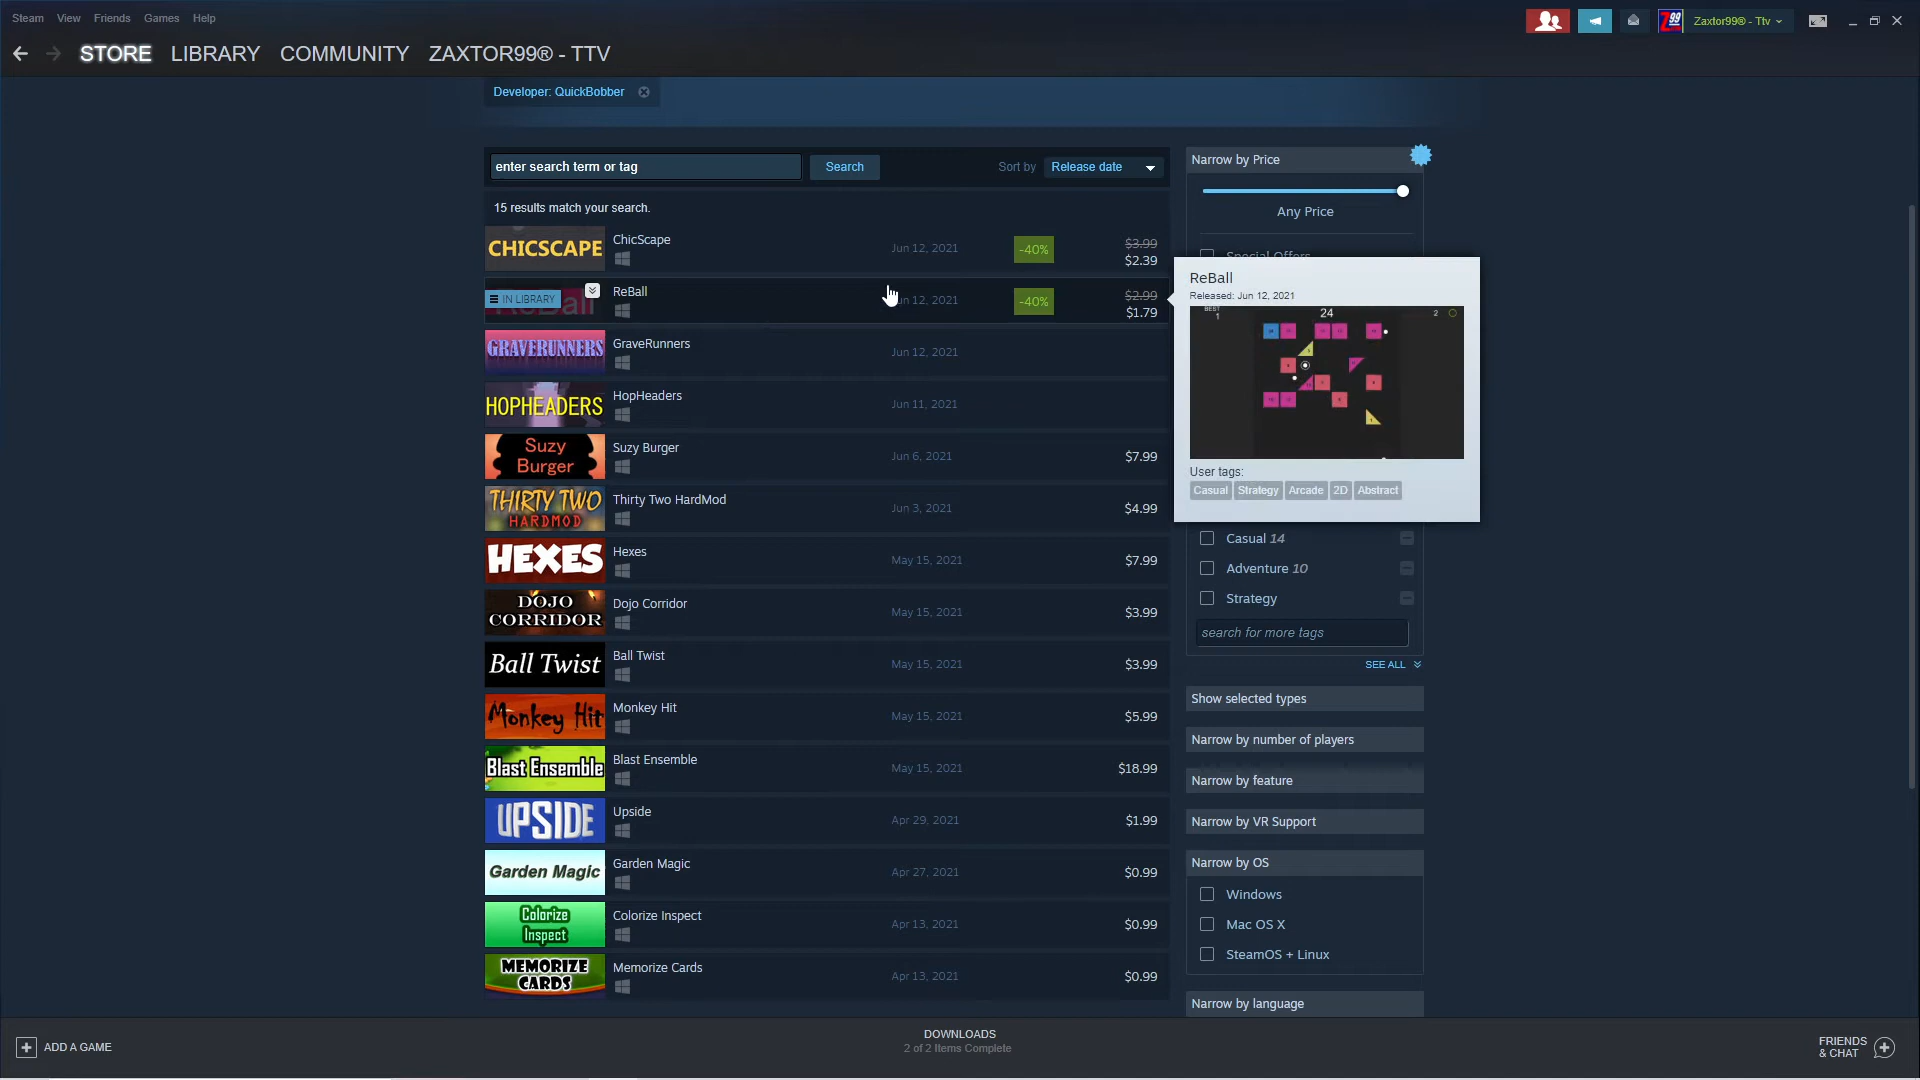 Steam View Friends Games Help
Zaxtor99® - Ttv
STORE LIBRARY COMMUNITY ZAXTOR99® - TTV
Developer: QuickBobber
enter search term or tag
Search
Sort by Release date
15 results match your search.
CHICSCAPE ChicScape Jun 12, 2021 -40% $3.99 $2.39
IN LIBRARY ReBall Jun 12, 2021 -40% $2.99 $1.79
GRAVERUNNERS GraveRunners Jun 12, 2021
HOPHEADERS HopHeaders Jun 11, 2021
Suzy Burger Suzy Burger Jun 6, 2021 $7.99
THIRTY TWO HARDMOD Thirty Two HardMod Jun 3, 2021 $4.99
HEXES Hexes May 15, 2021 $7.99
DOJO CORRIDOR Dojo Corridor May 15, 2021 $3.99
Ball Twist Ball Twist May 15, 2021 $3.99
Monkey Hit Monkey Hit May 15, 2021 $5.99
Blast Ensemble Blast Ensemble May 15, 2021 $18.99
UPSIDE Upside Apr 29, 2021 $1.99
Garden Magic Garden Magic Apr 27, 2021 $0.99
Colorize Inspect Colorize Inspect Apr 13, 2021 $0.99
MEMORIZE CARDS Memorize Cards Apr 13, 2021 $0.99
Narrow by Price
Any Price
Special Offers
ReBall
Released: Jun 12, 2021
BEST
1
24
2
User tags:
Casual Strategy Arcade 2D Abstract
Casual 14
Adventure 10
Strategy
search for more tags
SEE ALL
Show selected types
Narrow by number of players
Narrow by feature
Narrow by VR Support
Narrow by OS
Windows
Mac OS X
SteamOS + Linux
Narrow by language
ADD A GAME
DOWNLOADS
2 of 2 Items Complete
FRIENDS
& CHAT